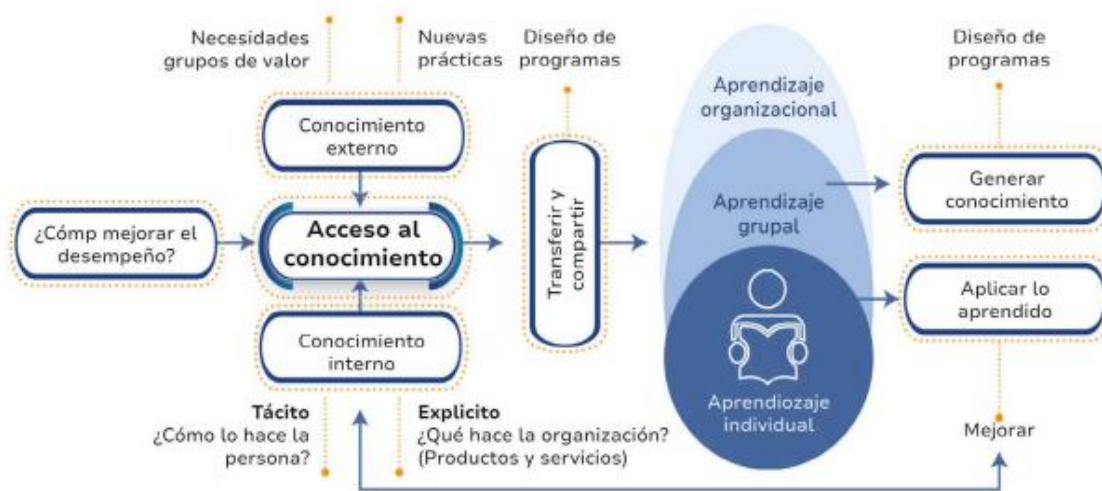 Necesidades
grupos de valor
Nuevas
prácticas
Diseño de
programas
Diseño de
programas
Conocimiento
externo
¿Cómp mejorar el
desempeño?
Acceso al
conocimiento
Conocimiento
interno
Tácito
¿Cómo lo hace la
persona?
Explicito
¿Qué hace la organización?
(Productos y servicios)
Transferir y
compartir
Aprendizaje
organizacional
Aprendizaje
grupal
Aprendiozaje
individual
Generar
conocimiento
Aplicar lo
aprendido
Mejorar